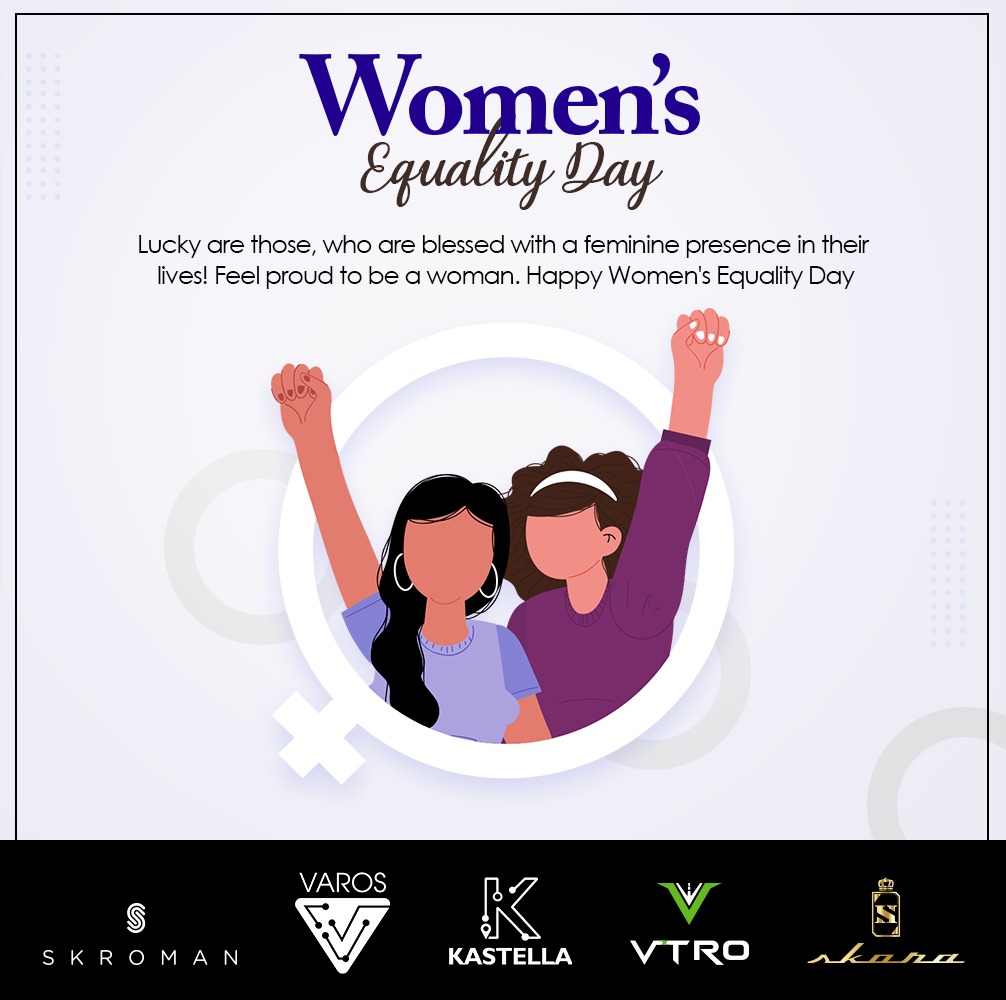 Women's
Equality Day
Lucky are those, who are blessed with a feminine presence in their
lives! Feel proud to be a woman. Happy Women's Equality Day
SKROMAN
VAROS
K
KASTELLA
VTRO
S
skara